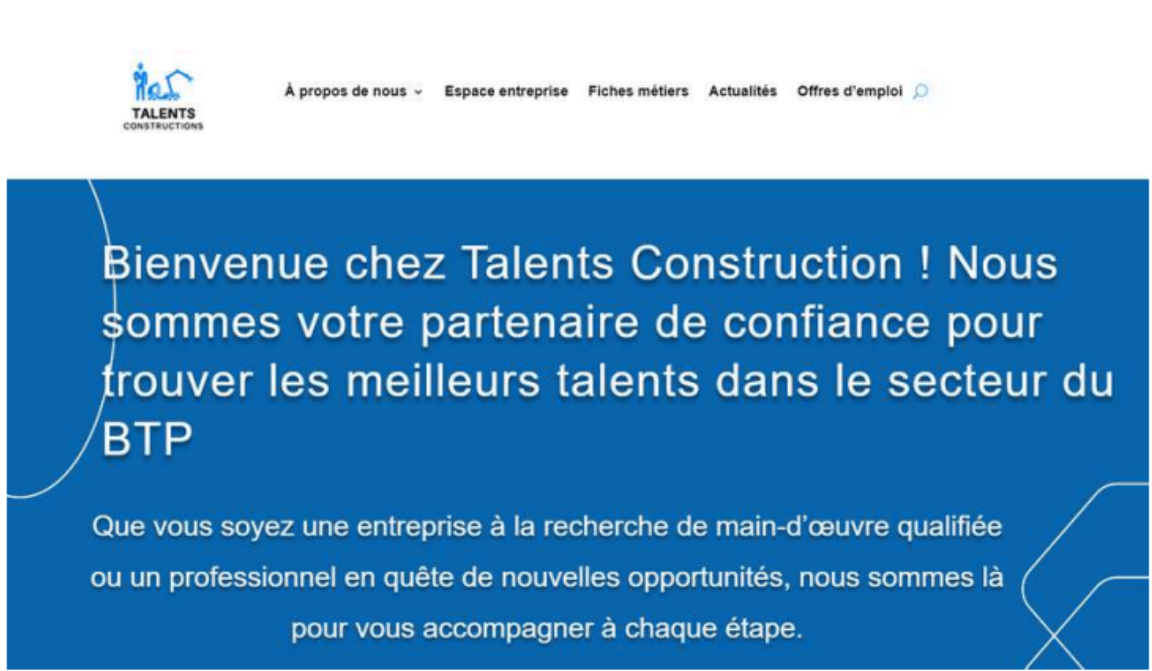 TALENTS
CONSTRUCTIONS
À propos de nous
Espace entreprise
Fiches métiers
Actualités
Offres d'emploi
Bienvenue chez Talents Construction ! Nous
sommes votre partenaire de confiance pour
trouver les meilleurs talents dans le secteur du
BTP
Que vous soyez une entreprise à la recherche de main-d'œuvre qualifiée
ou un professionnel en quête de nouvelles opportunités, nous sommes là
pour vous accompagner à chaque étape.